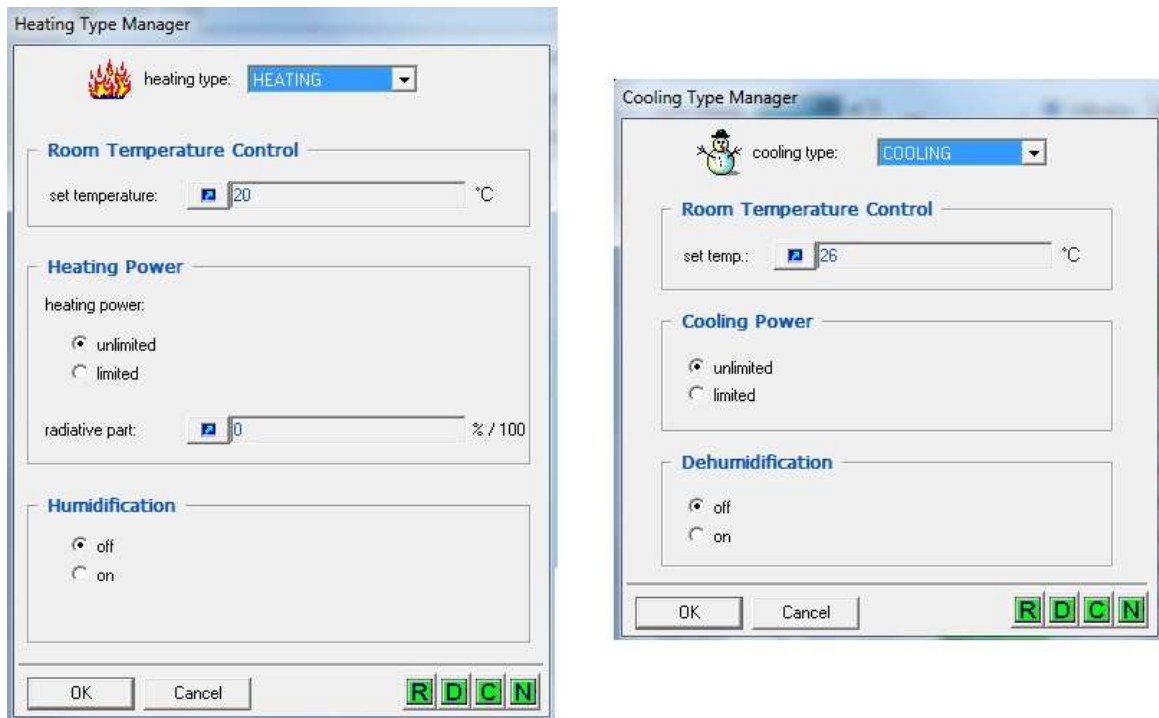 Heating Type Manager
heating type: HEATING
Room Temperature Control
set temperature: 20 °C
Heating Power
heating power:
unlimited
limited
radiative part: 0 % / 100
Humidification
off
on
OK Cancel R D C N
Cooling Type Manager
cooling type: COOLING
Room Temperature Control
set temp.: 26 °C
Cooling Power
unlimited
limited
Dehumidification
off
on
OK Cancel R D C N